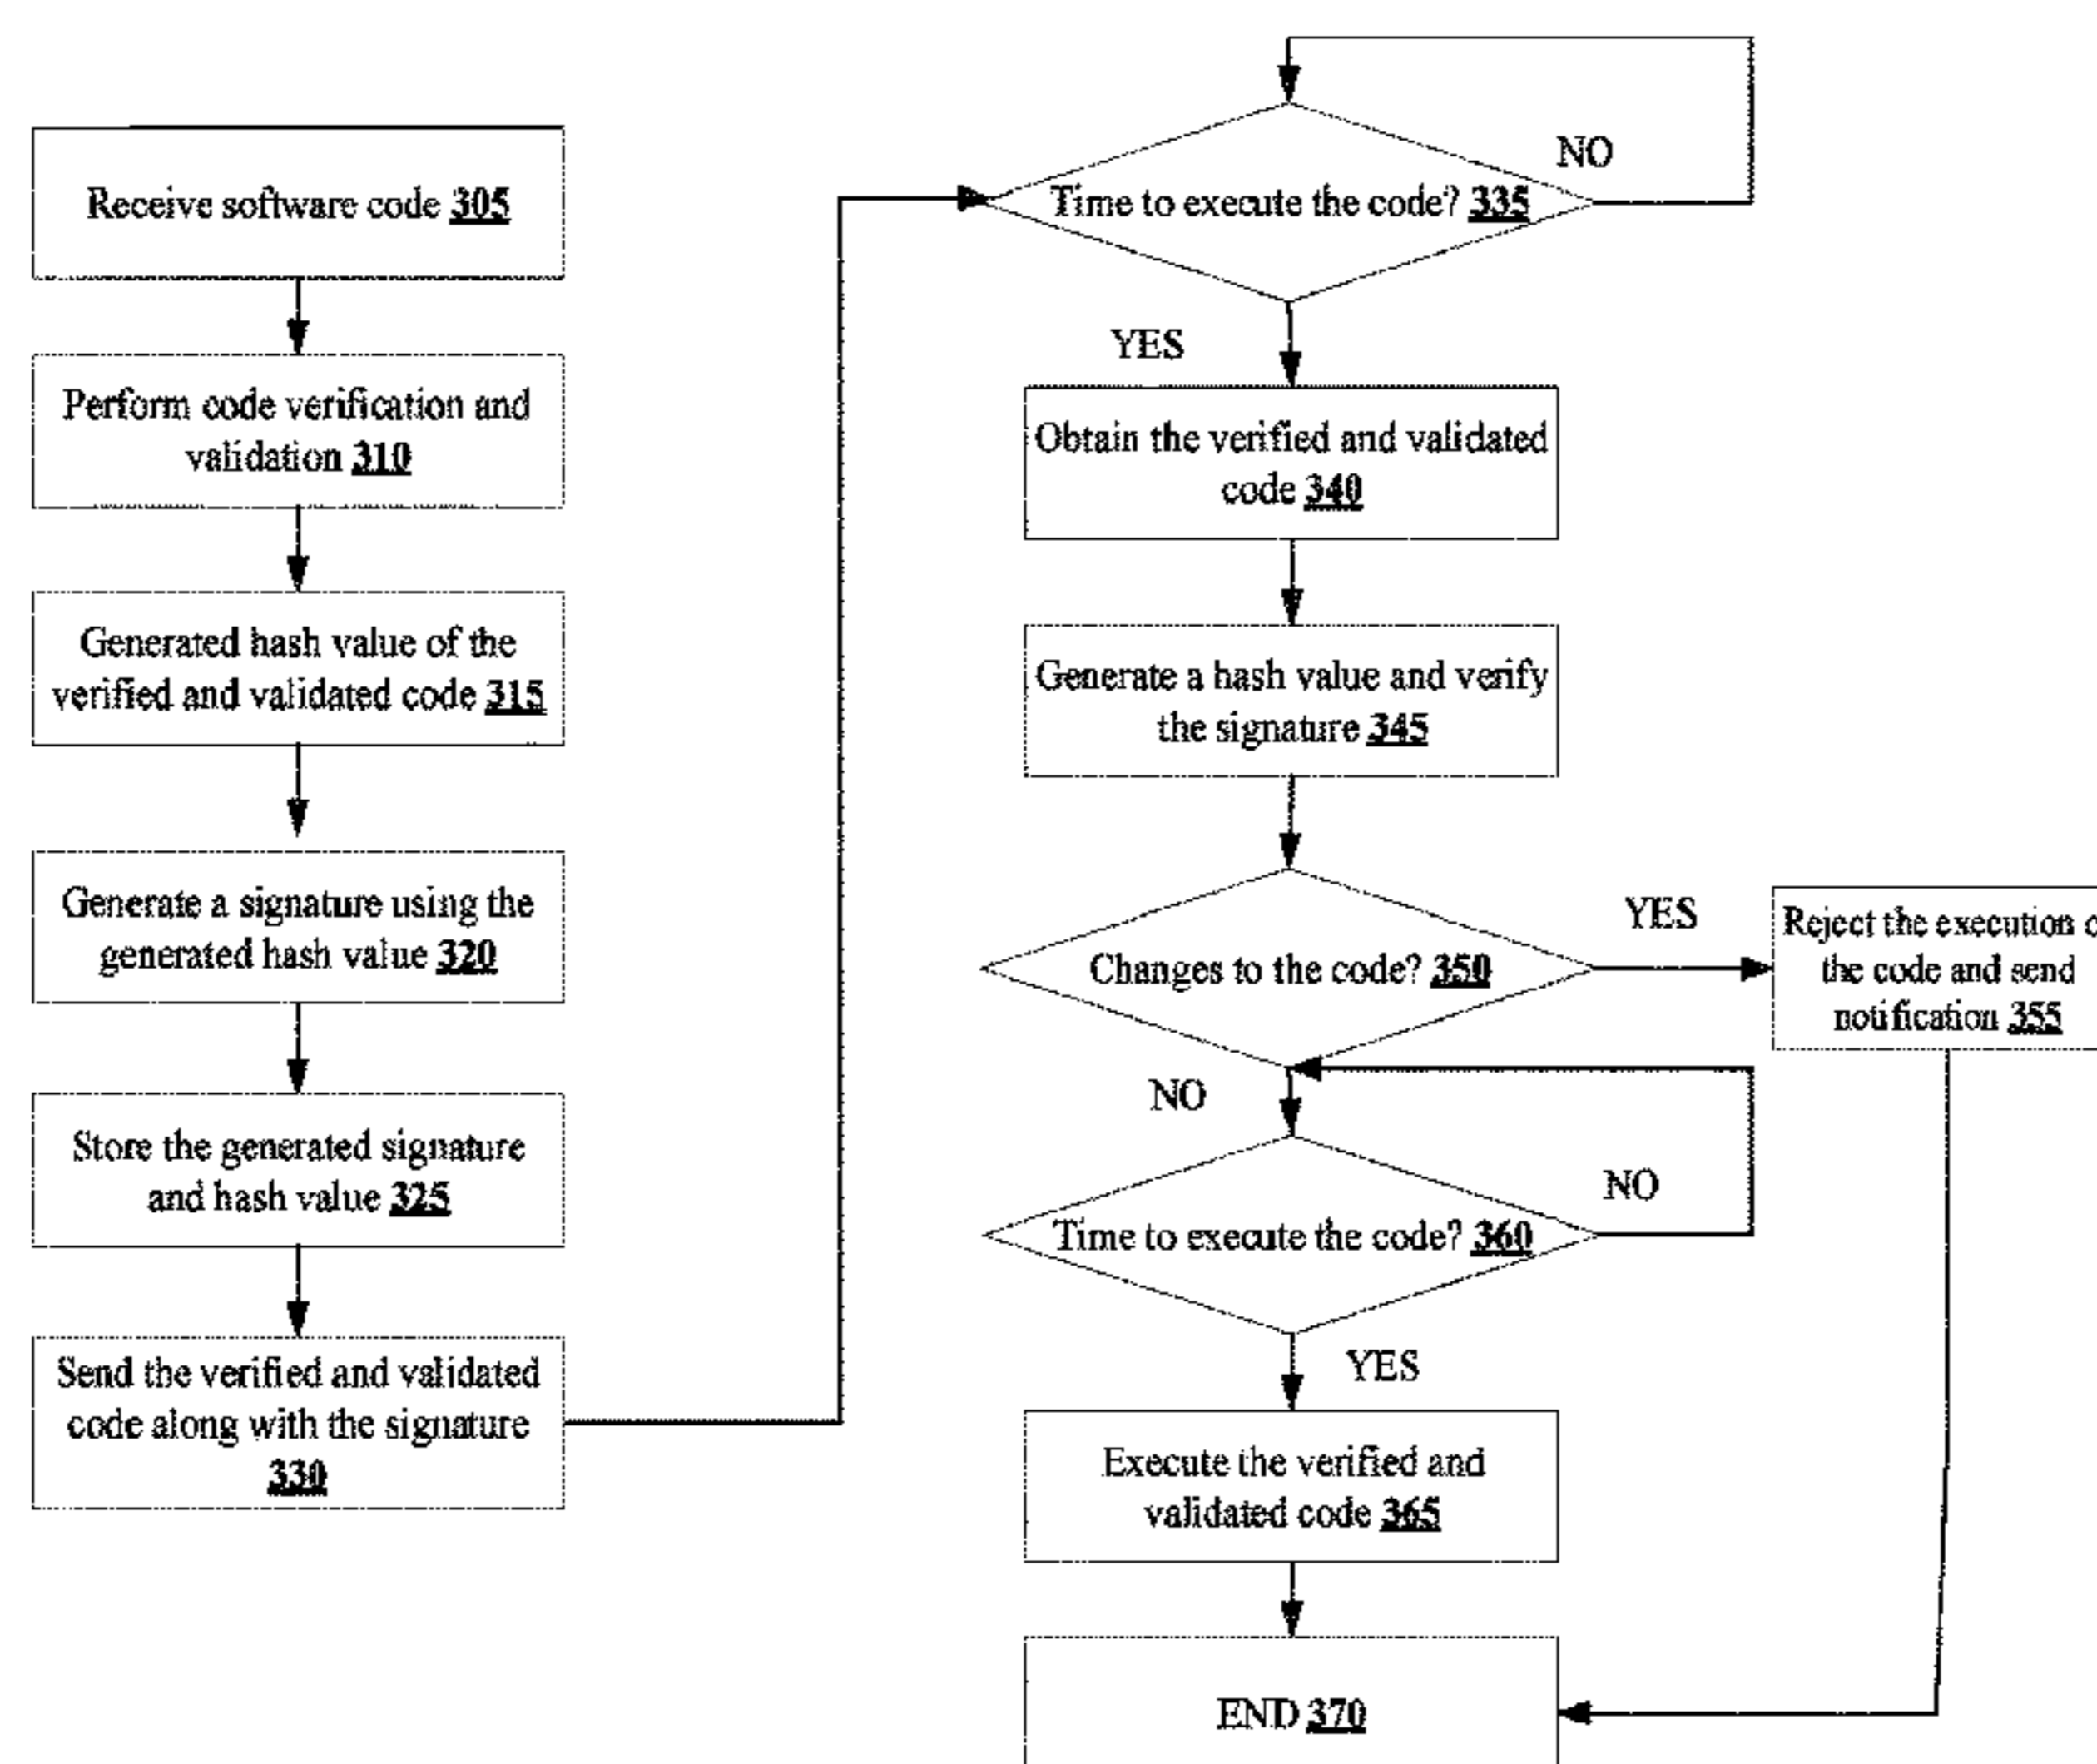 Receive software code 305
Perform code verification and
validation 310
Generated hash value of the
verified and validated code 315
Generate a signature using the
generated hash value 320
Store the generated signature
and hash value 325
Send the verified and validated
code along with the signature
330
NO
Time to execute the code? 335
YES
Obtain the verified and validated
code 340
Generate a hash value and verify
the signature 345
Changes to the code? 350
YES
Reject the execution
the code and send
notification 355
NO
Time to execute the code? 360
NO
YES
Execute the verified and
validated code 365
END 370